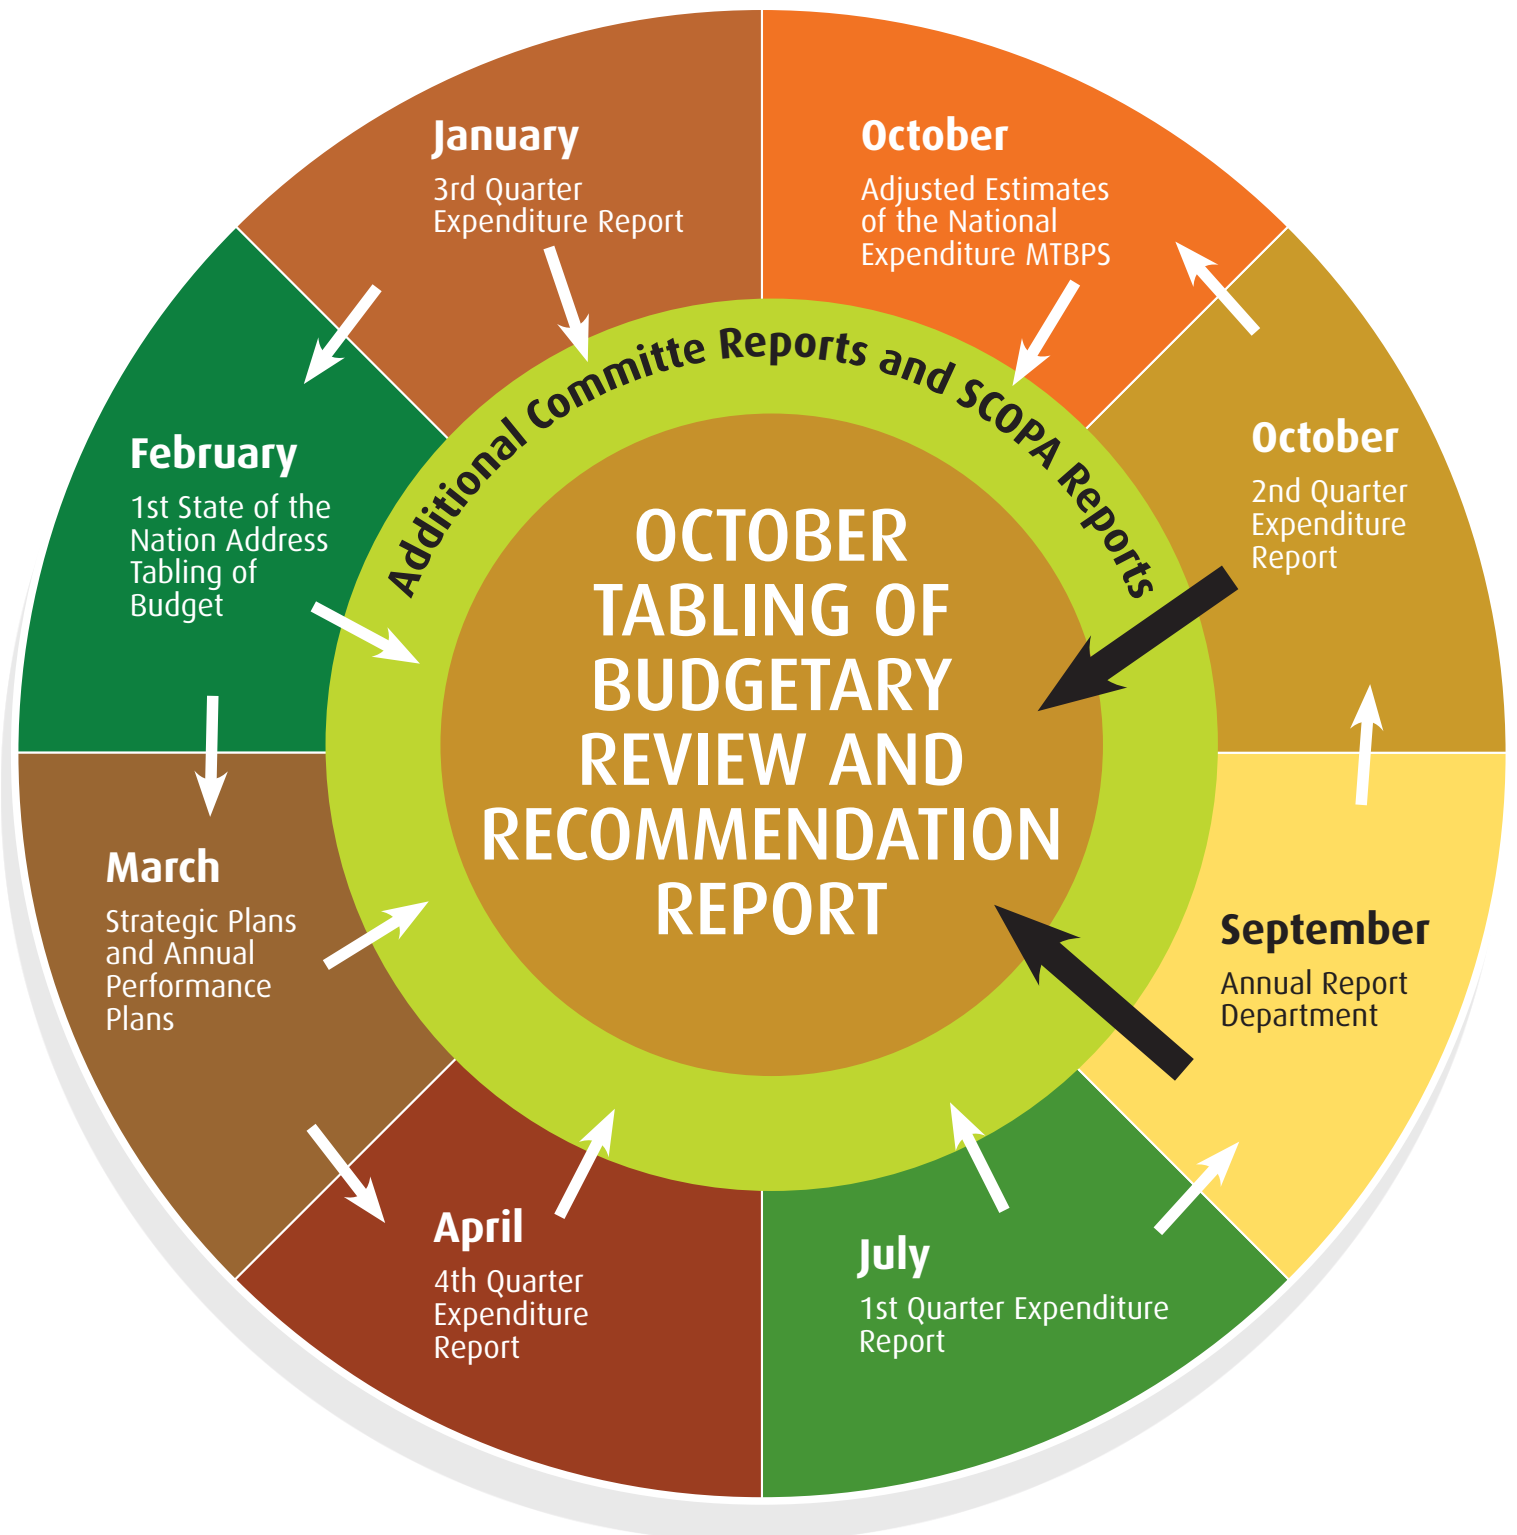 January
3rd Quarter
Expenditure Report
October
Adjusted Estimates
of the National
Expenditure MTBPS
October
2nd Quarter
Expenditure
Report
September
Annual Report
Department
July
1st Quarter Expenditure
Report
April
4th Quarter
Expenditure
Report
March
Strategic Plans
and Annual
Performance
Plans
February
1st State of the
Nation Address
Tabling of
Budget
Additional Committe Reports and SCOPA Reports
OCTOBER
TABLING OF
BUDGETARY
REVIEW AND
RECOMMENDATION
REPORT